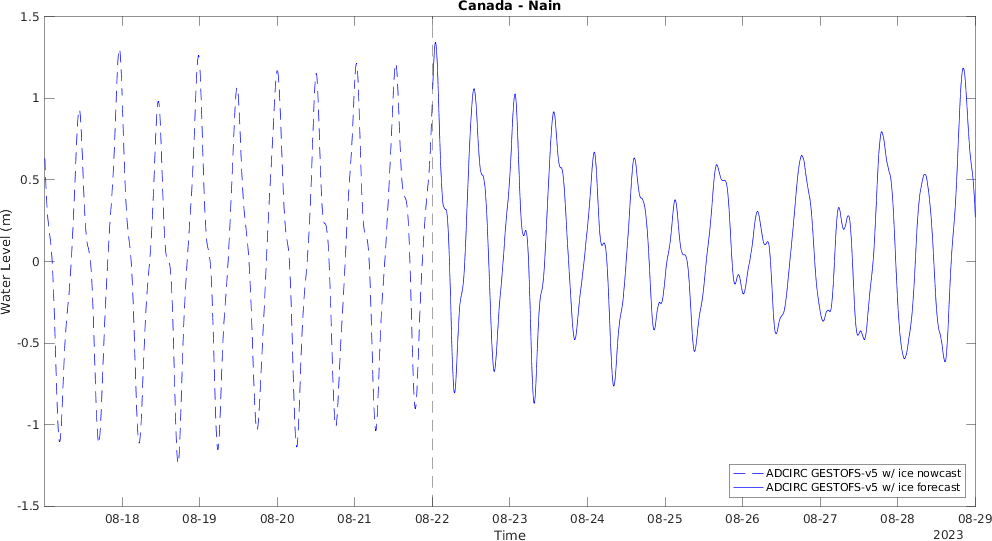 Canada - Nain
Water Level (m)
1.5
1
0.5
0
-0.5
-1
-1.5
08-18 08-19 08-20 08-21 08-22 08-23 08-24 08-25 08-26 08-27 08-28 08-29
Time
2023
ADCIRC GESTOFS-v5 w/ ice nowcast
ADCIRC GESTOFS-v5 w/ ice forecast